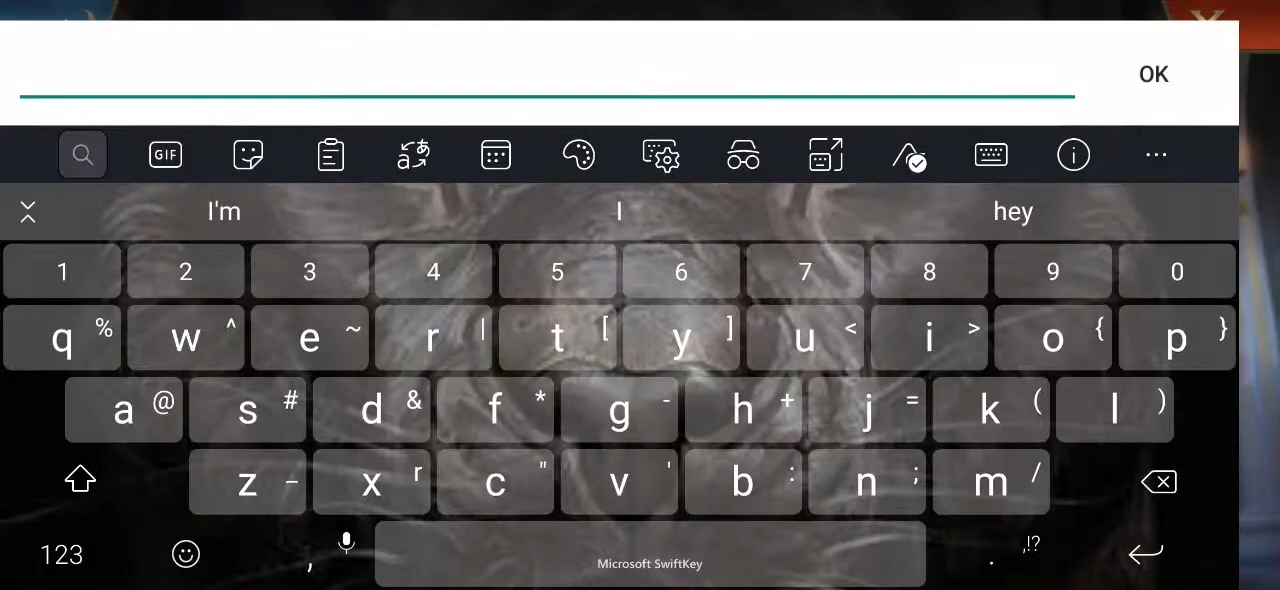 OK
GIF
I'm I hey
1 2 3 4 5 6 7 8 9 0
q % w ^ e ~ r | t [ y ] u < i > o { p }
a @ s # d & f * g - h + j = k ( l )
z _ x r c " v ' b : n ; m /
123 , Microsoft SwiftKey . ,!?